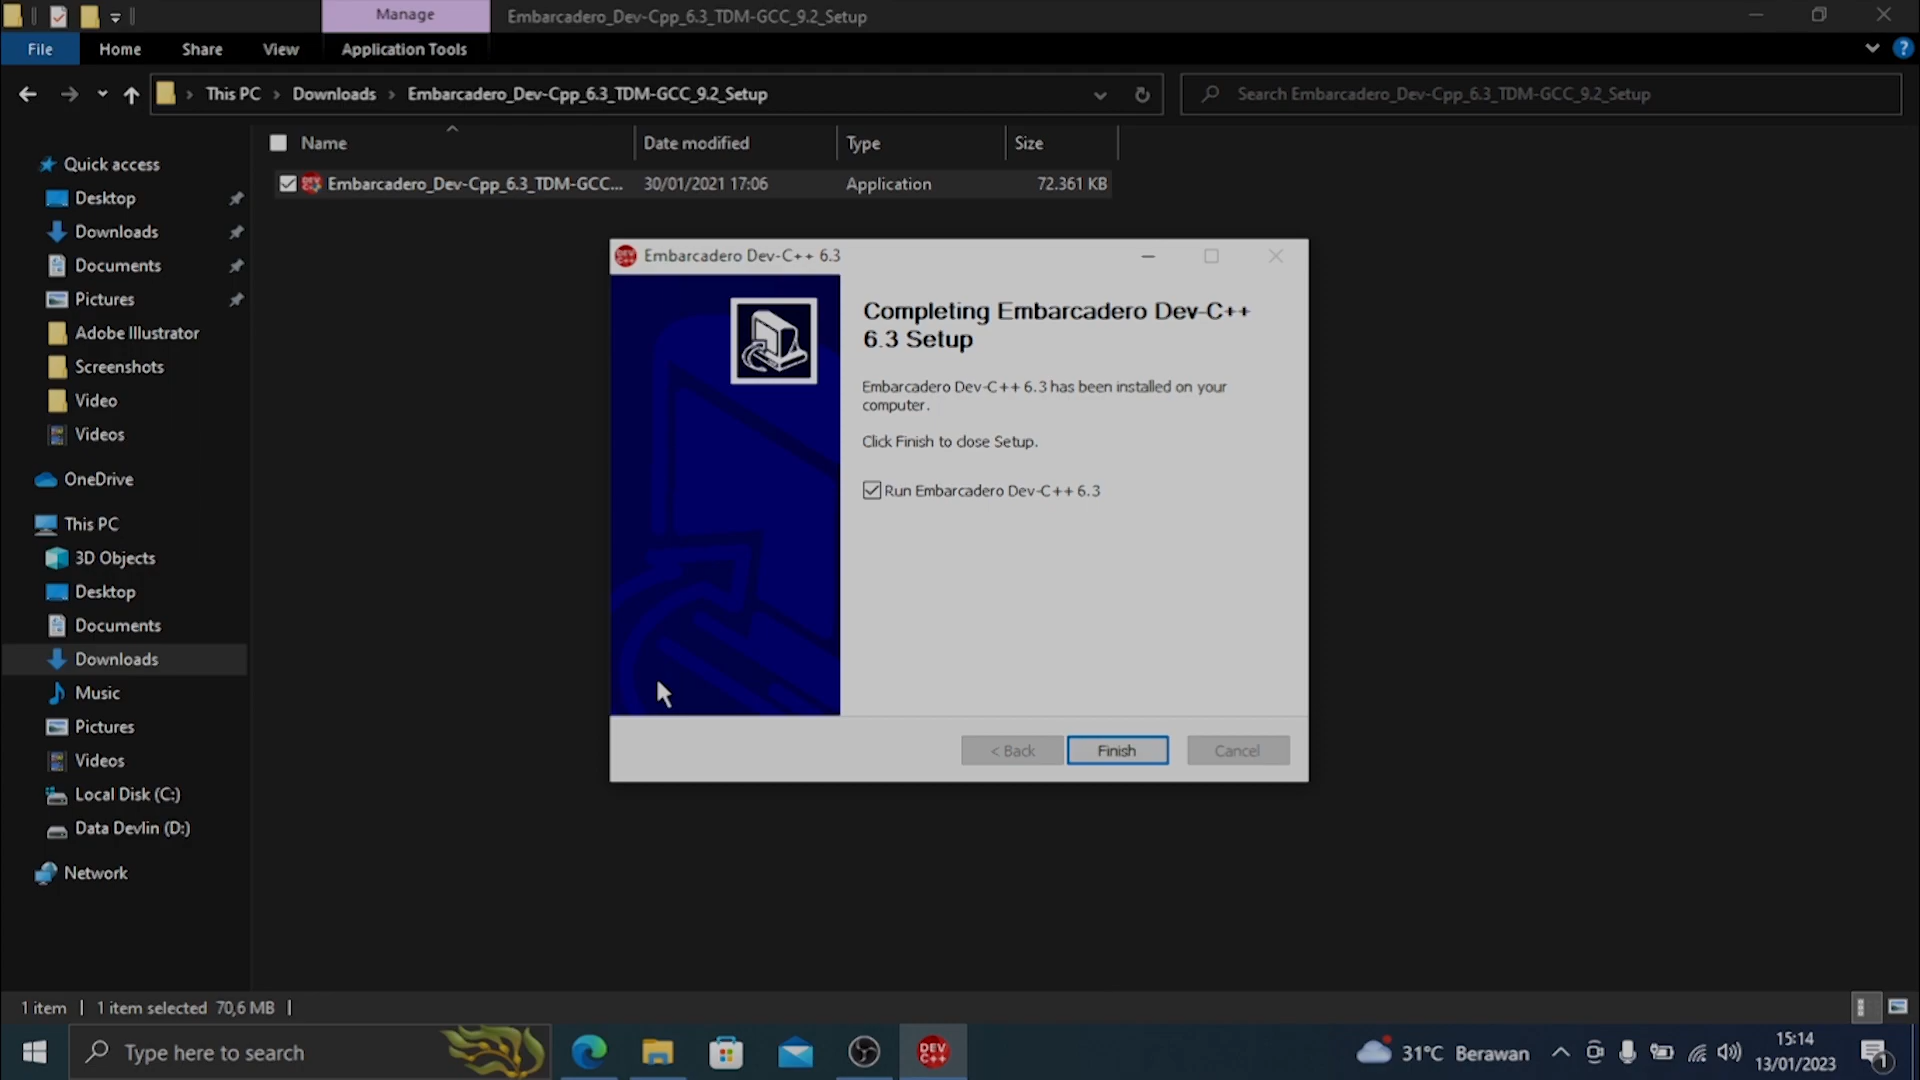 Manage
Embarcadero_Dev-Cpp_6.3_TDM-GCC_9.2_Setup
File
Home
Share
View
Application Tools
This PC
Downloads
Embarcadero_Dev-Cpp_6.3_TDM-GCC_9.2_Setup
Search Embarcadero_Dev-Cpp_6.3_TDM-GCC_9.2_Setup
Name
Date modified
Type
Size
Embarcadero_Dev-Cpp_6.3_TDM-GCC...
30/01/2021 17:06
Application
72.361 KB
Quick access
Desktop
Downloads
Documents
Pictures
Adobe Illustrator
Screenshots
Video
Videos
OneDrive
This PC
3D Objects
Desktop
Documents
Downloads
Music
Pictures
Videos
Local Disk (C:)
Data Devlin (D:)
Network
Embarcadero Dev-C++ 6.3
Completing Embarcadero Dev-C++
6.3 Setup
Embarcadero Dev-C++ 6.3 has been installed on your
computer.
Click Finish to close Setup.
Run Embarcadero Dev-C++ 6.3
< Back
Finish
Cancel
1 item
1 item selected 70,6 MB
Type here to search
DEV
C++
31°C Berawan
15:14
13/01/2023
1